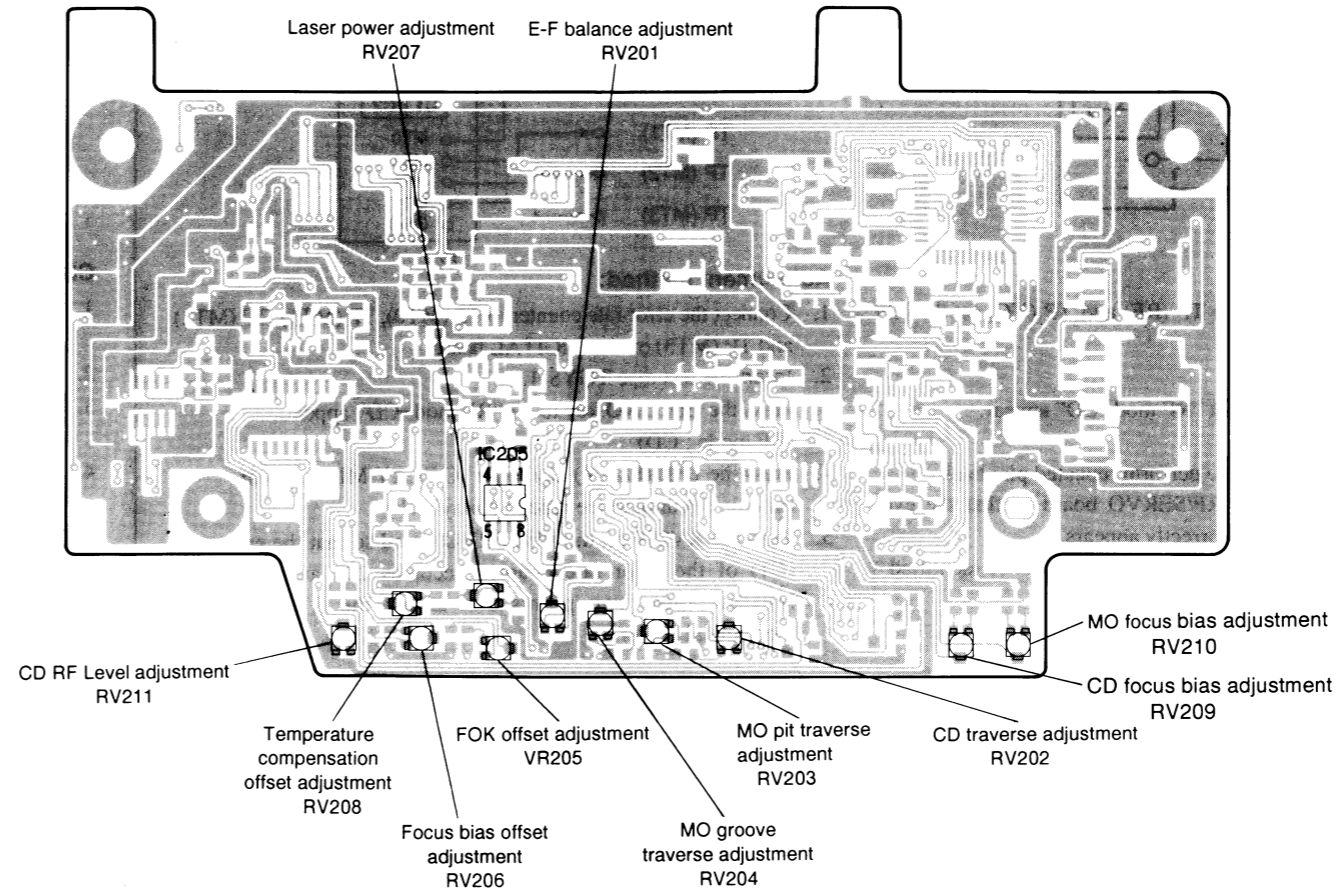 Laser power adjustment
RV207
E-F balance adjustment
RV201
IC205
4 1
5 8
MO focus bias adjustment
RV210
CD focus bias adjustment
RV209
CD RF Level adjustment
RV211
Temperature
compensation
offset adjustment
RV208
FOK offset adjustment
VR205
MO pit traverse
adjustment
RV203
CD traverse adjustment
RV202
Focus bias offset
adjustment
RV206
MO groove
traverse adjustment
RV204